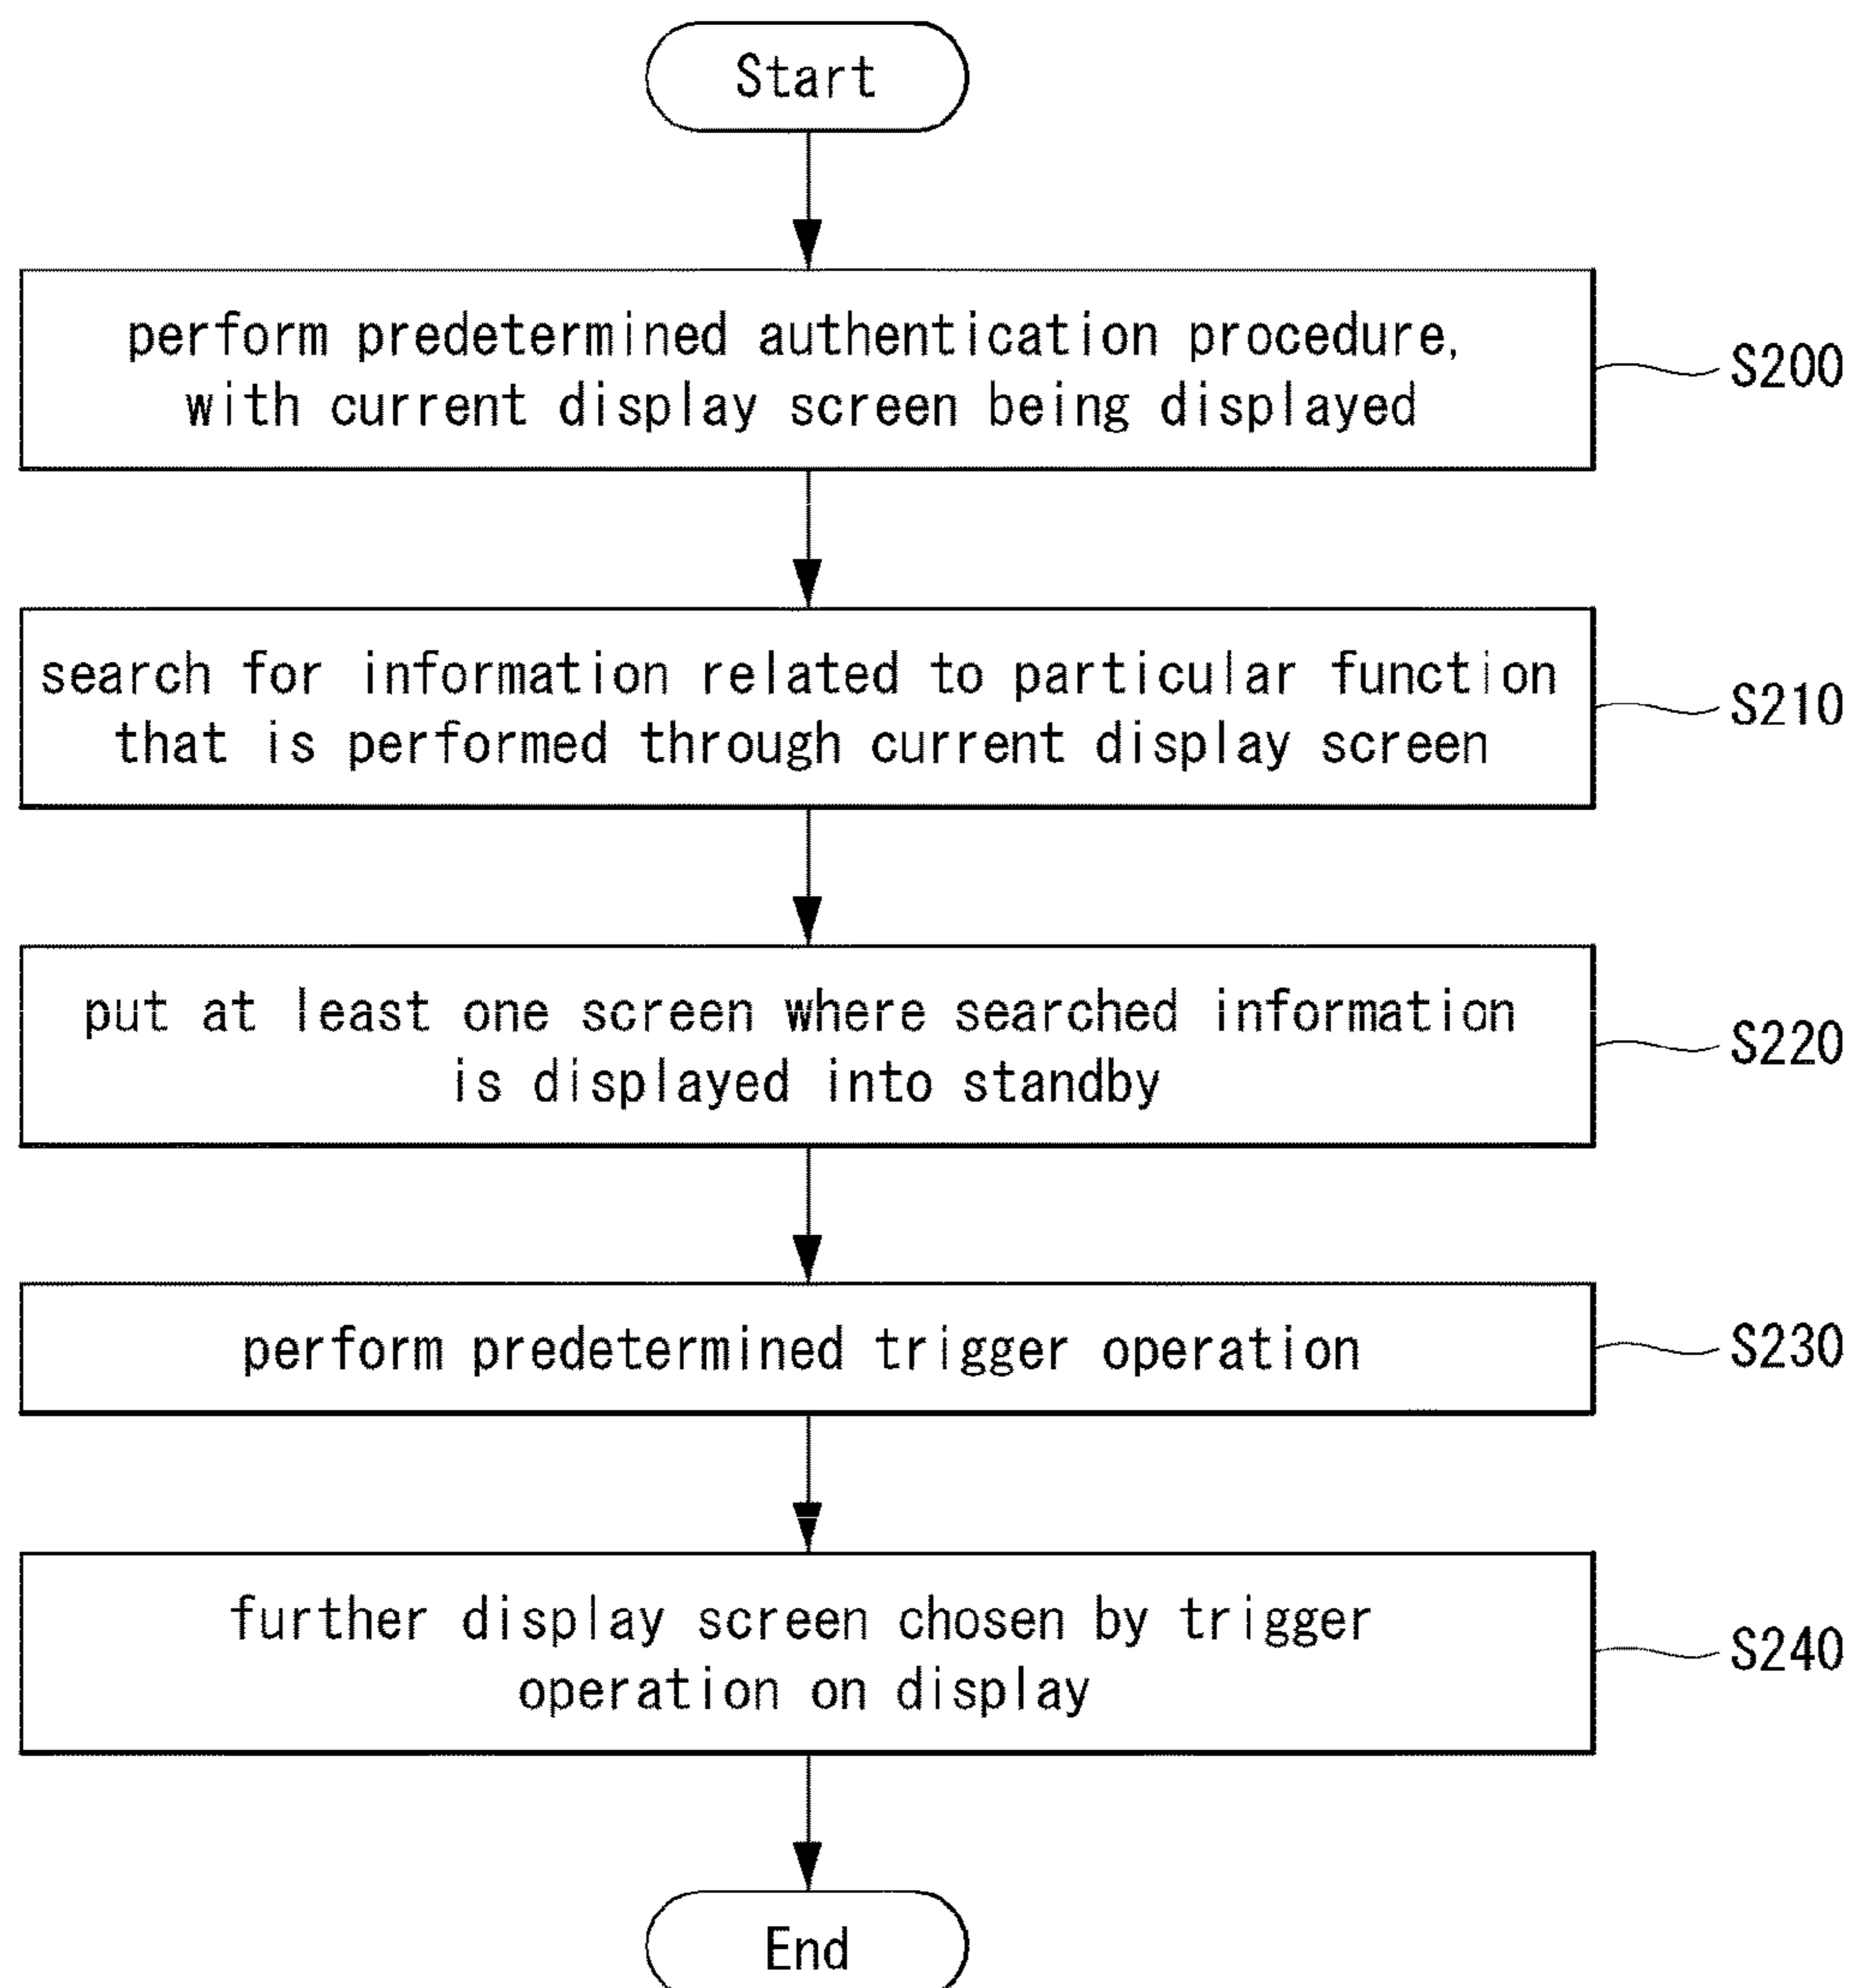 Start
perform predetermined authentication procedure,
with current display screen being displayed
S200
search for information related to particular function
that is performed through current display screen
S210
put at least one screen where searched information
is displayed into standby
S220
perform predetermined trigger operation
S230
further display screen chosen by trigger
operation on display
S240
End